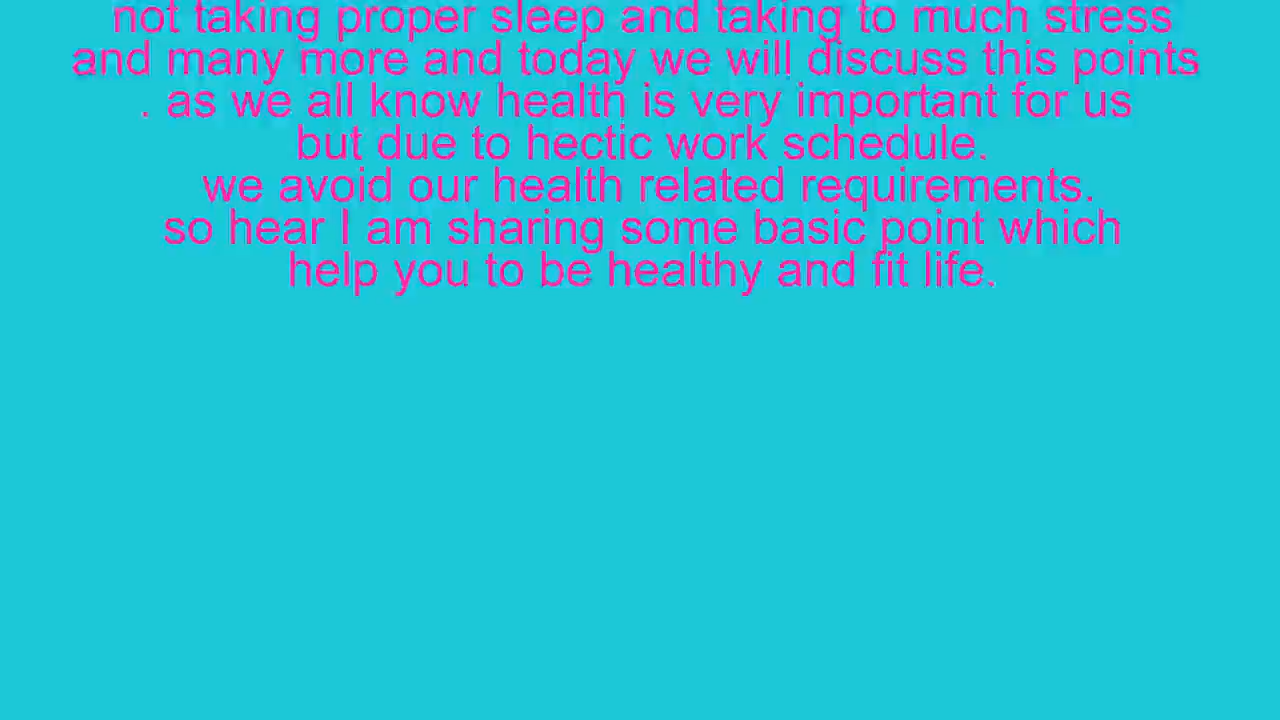 not taking proper sleep and taking to much stress
and many more and today we will discuss this points
. as we all know health is very important for us
but due to hectic work schedule.
we avoid our health related requirements.
so hear I am sharing some basic point which
help you to be healthy and fit life.